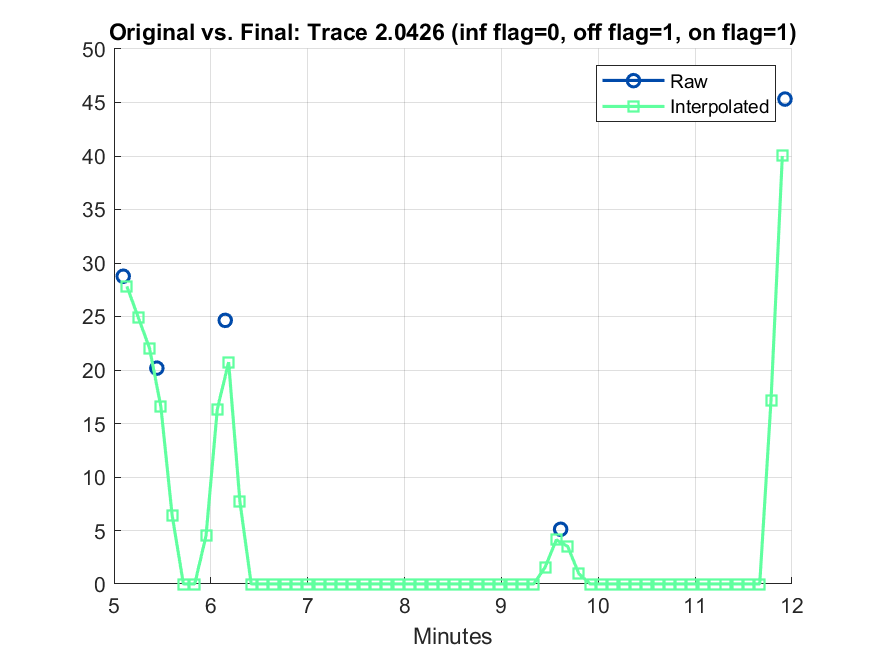 Original vs. Final: Trace 2.0426 (inf flag=0, off flag=1, on flag=1)
50
45
40
35
30
25
20
15
10
5
0
Raw
Interpolated
5 6 7 8 9 10 11 12
Minutes